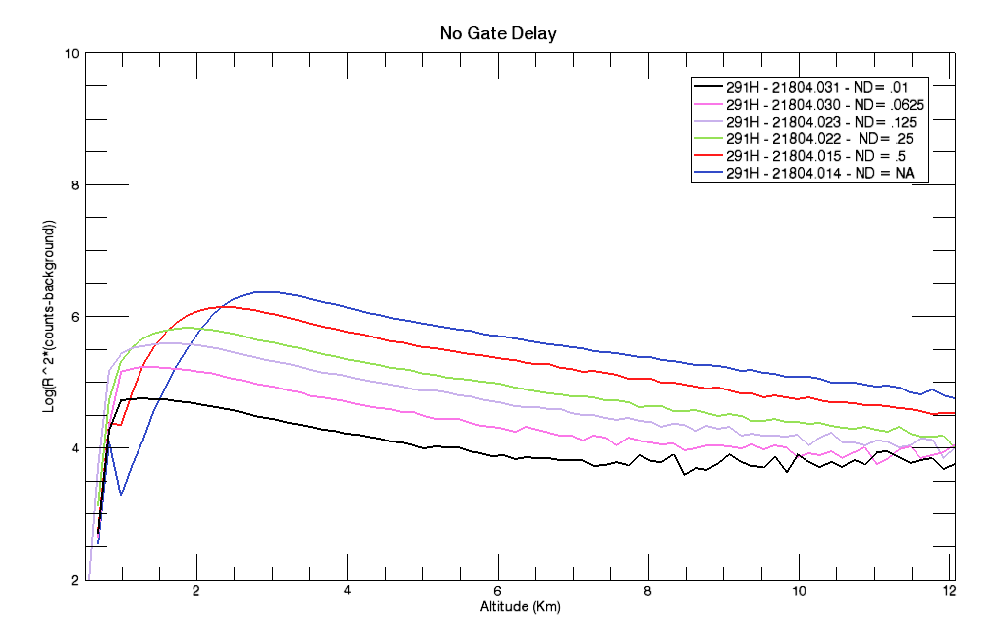 No Gate Delay
10
8
6
4
2
Log(R^2*(counts-background))
291H - 21804.031 - ND= .01
291H - 21804.030 - ND= .0625
291H - 21804.023 - ND= .125
291H - 21804.022 -  ND= .25
291H - 21804.015 - ND = .5
291H - 21804.014 - ND = NA
2 4 6 8 10 12
Altitude (Km)